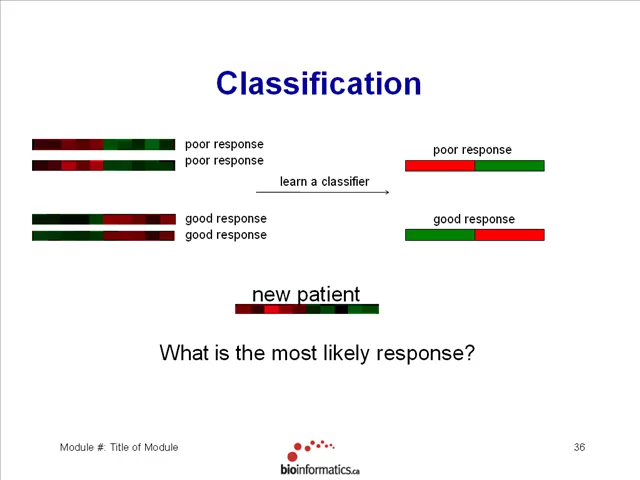 Classification
poor response
poor response
learn a classifier
poor response
good response
good response
good response
new patient
What is the most likely response?
Module #: Title of Module
bioinformatics.ca
36